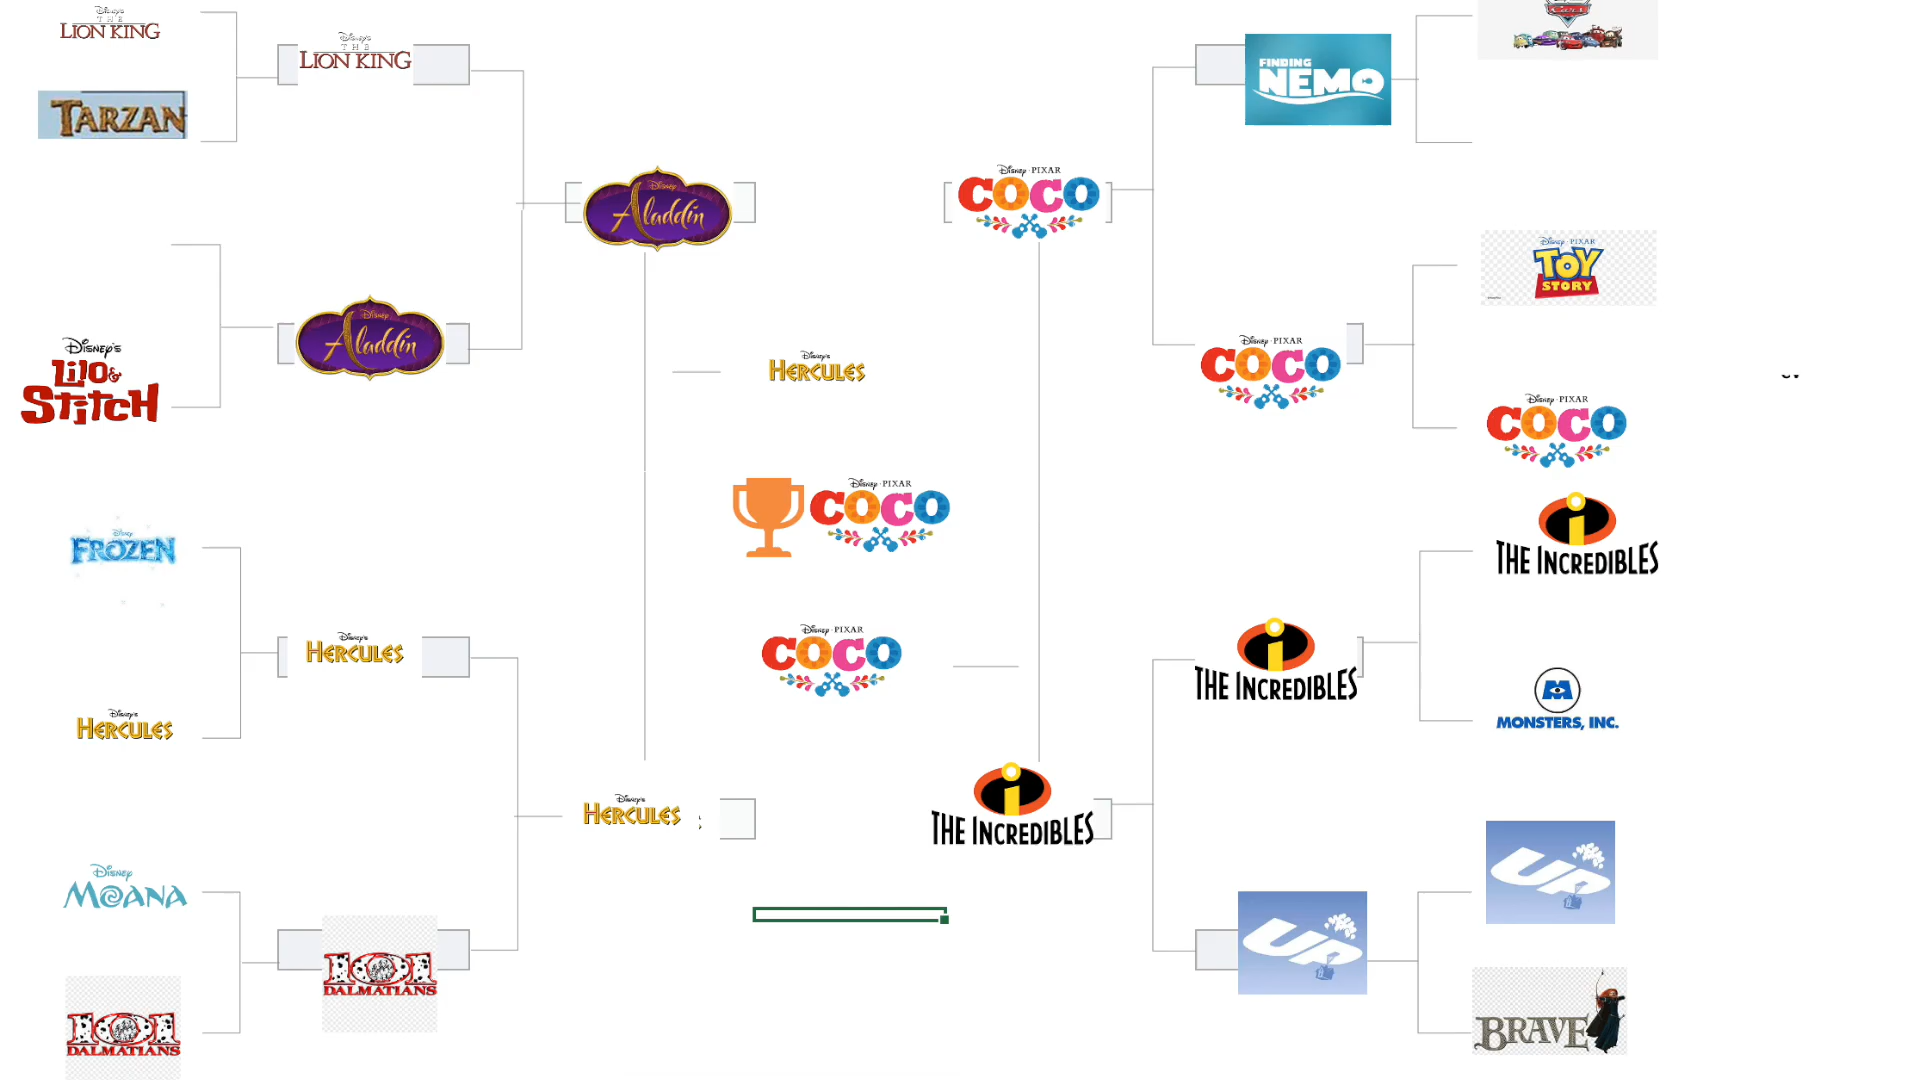 Disney's
THE
LION KING
TARZAN
Disney's
THE
LION KING
Disney
Aladdin
Disney
Aladdin
DISNEY'S
Lilo &
Stitch
Disney
FROZEN
Disney's
HERCULES
Disney's
HERCULES
Disney's
HERCULES
Disney
MOANA
101
DALMATIANS
101
DALMATIANS
Disney's
HERCULES
Disney · PIXAR
COCO
Disney · PIXAR
COCO
Disney · PIXAR
COCO
THE INCREDIBLES
FINDING
NEMO
Disney · PIXAR
COCO
THE INCREDIBLES
UP
Cars
Disney · PIXAR
TOY
STORY
Disney · PIXAR
COCO
THE INCREDIBLES
MONSTERS, INC.
UP
BRAVE